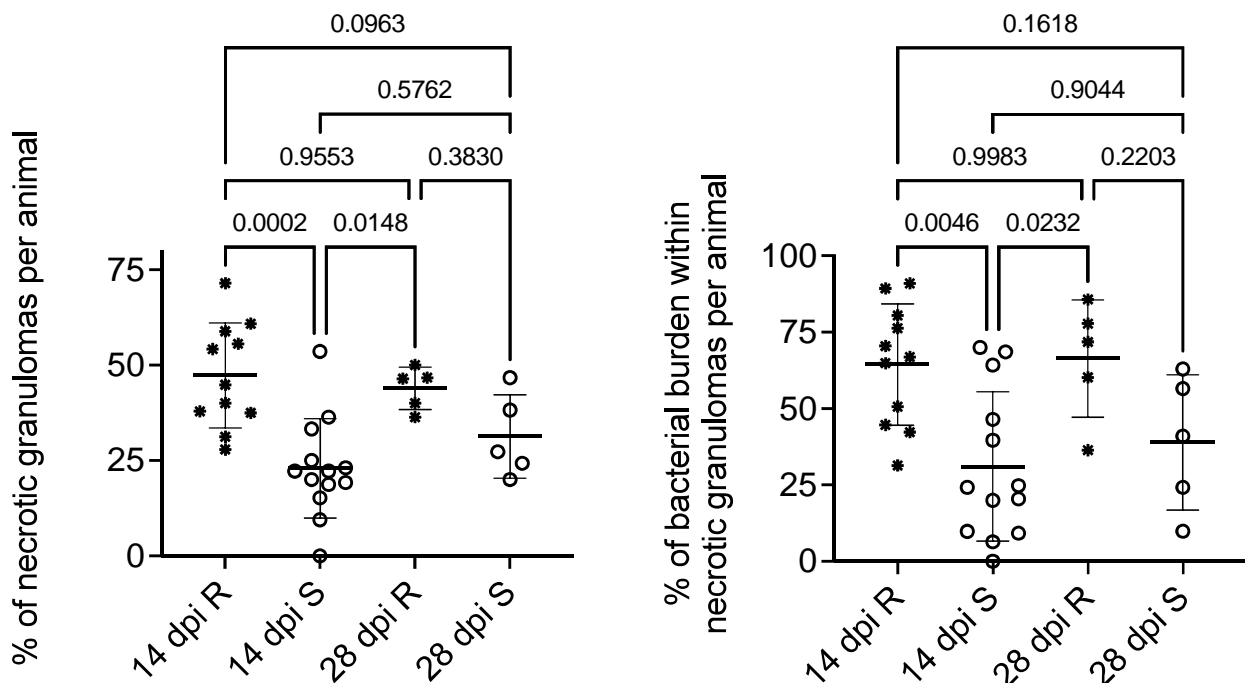 % of necrotic granulomas per animal
0.0963
0.5762
0.9553 0.3830
0.0002 0.0148
75
50
25
0
14 dpi R
14 dpi S
28 dpi R
28 dpi S
% of bacterial burden within
necrotic granulomas per animal
0.1618
0.9044
0.9983 0.2203
0.0046 0.0232
100
75
50
25
0
14 dpi R
14 dpi S
28 dpi R
28 dpi S